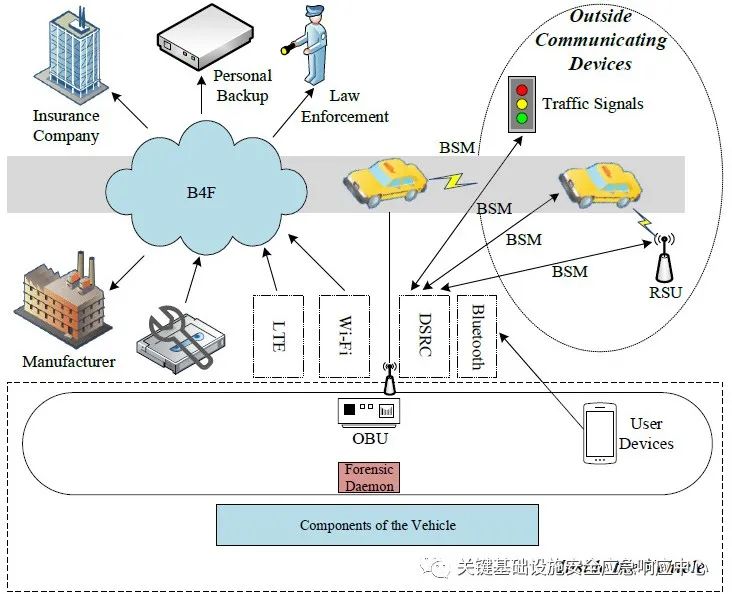 Outside
Communicating
Devices
Personal
Backup
Law
Enforcement
Insurance
Company
Traffic Signals
BSM
B4F
BSM
BSM
BSM
RSU
Manufacturer
LTE
Wi-Fi
DSRC
Bluetooth
OBU
User
Devices
Forensic
Daemon
Components of the Vehicle
关键基础设施安全应急响应中心